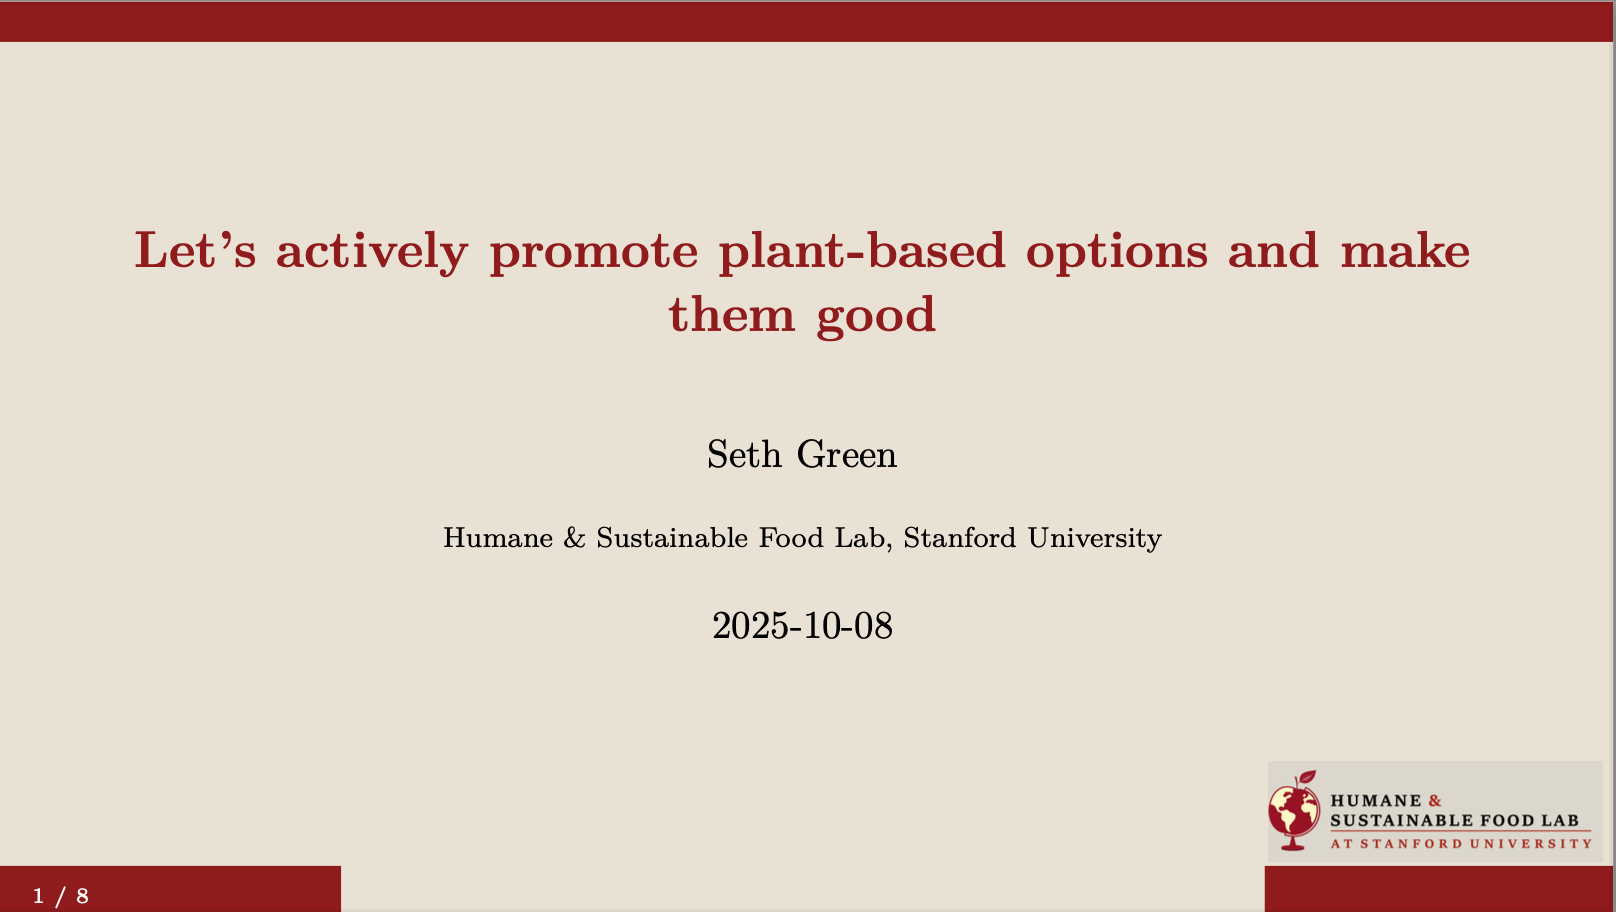 Let's actively promote plant-based options and make
them good
Seth Green
Humane & Sustainable Food Lab, Stanford University
2025-10-08
HUMANE &
SUSTAINABLE FOOD LAB
AT STANFORD UNIVERSITY
1 / 8